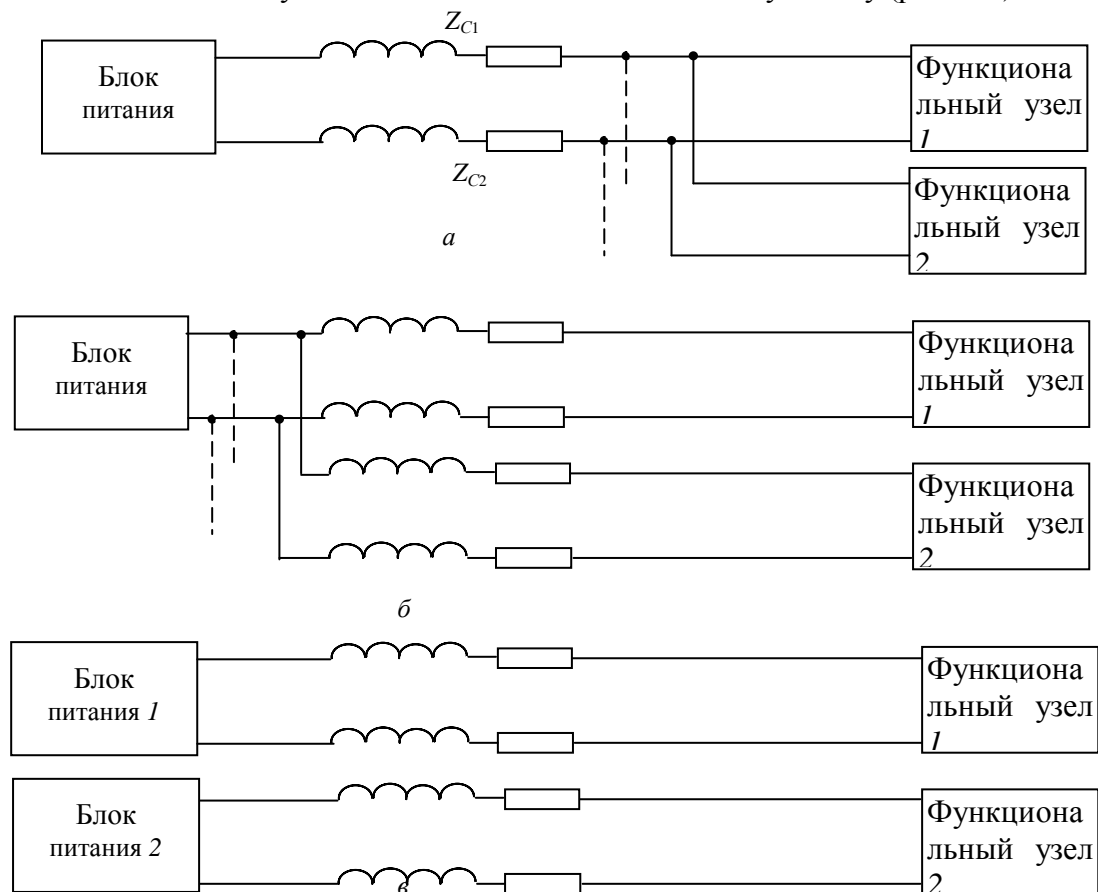 Z_C1
Блок
питания
Функциона
льный узел
1
Z_C2
Функциона
льный узел
2
а
Блок
питания
Функциона
льный узел
1
Функциона
льный узел
2
б
Блок
питания 1
Функциона
льный узел
1
Блок
питания 2
Функциона
льный узел
2
в